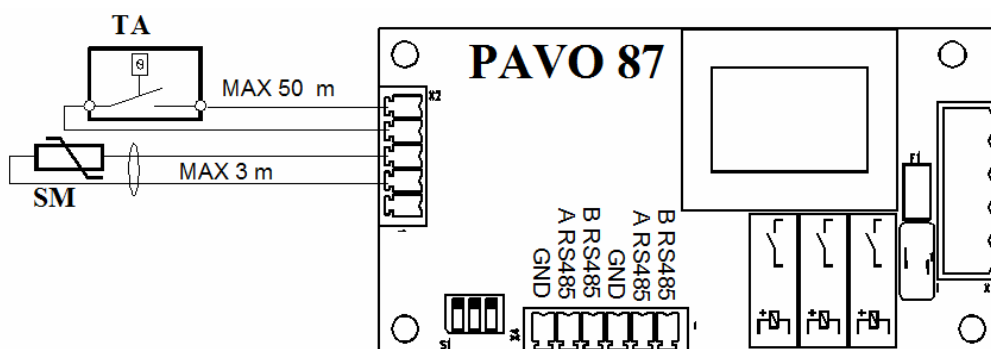 TA
PAVO 87
MAX 50 m
X2
MAX 3 m
SM
F1
GND
A RS485
B RS485
GND
A RS485
B RS485
S1
X4